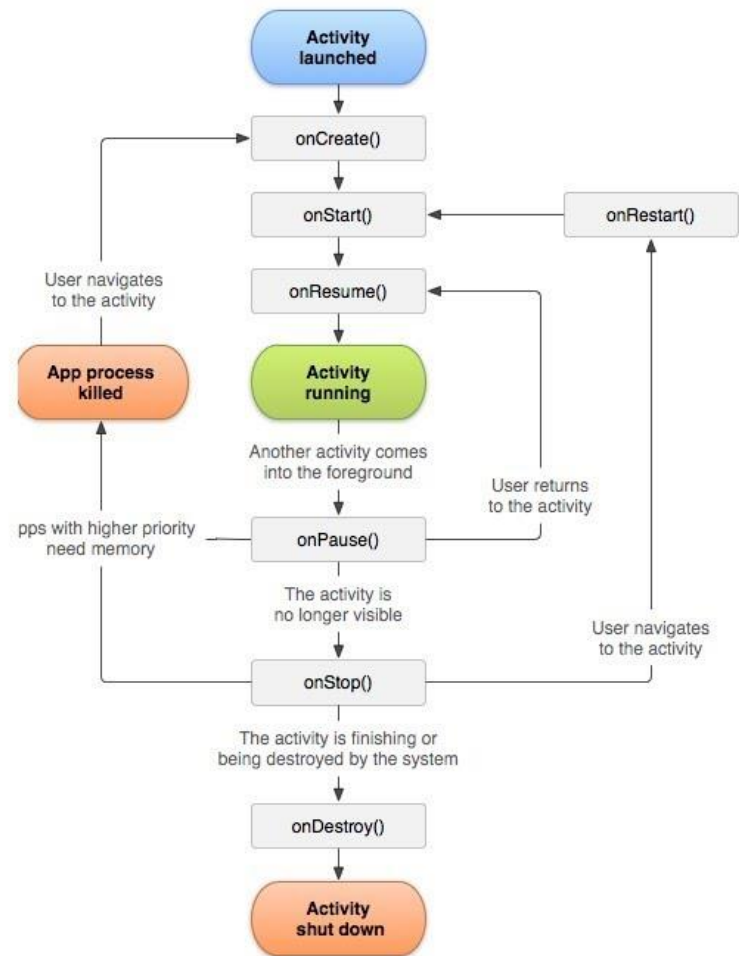 Activity
launched
onCreate()
onStart()
onRestart()
User navigates
to the activity
onResume()
App process
killed
Activity
running
Another activity comes
into the foreground
User returns
to the activity
pps with higher priority
need memory
onPause()
The activity is
no longer visible
User navigates
to the activity
onStop()
The activity is finishing or
being destroyed by the system
onDestroy()
Activity
shut down